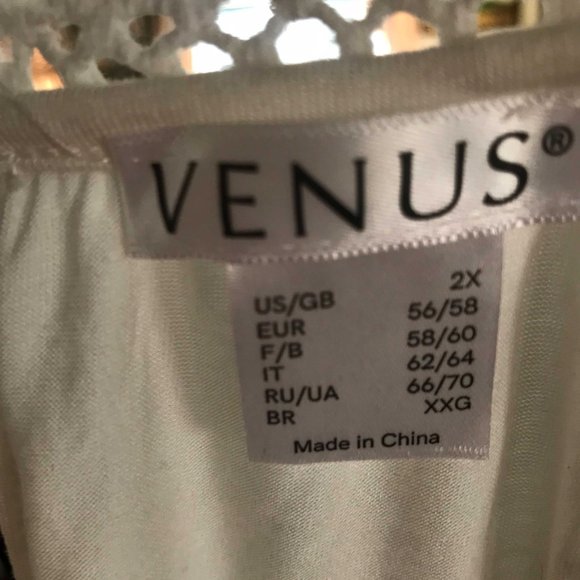 VENUS®
US/GB 2X
EUR 56/58
F/B 58/60
IT 62/64
RU/UA 66/70
BR XXG
Made in China